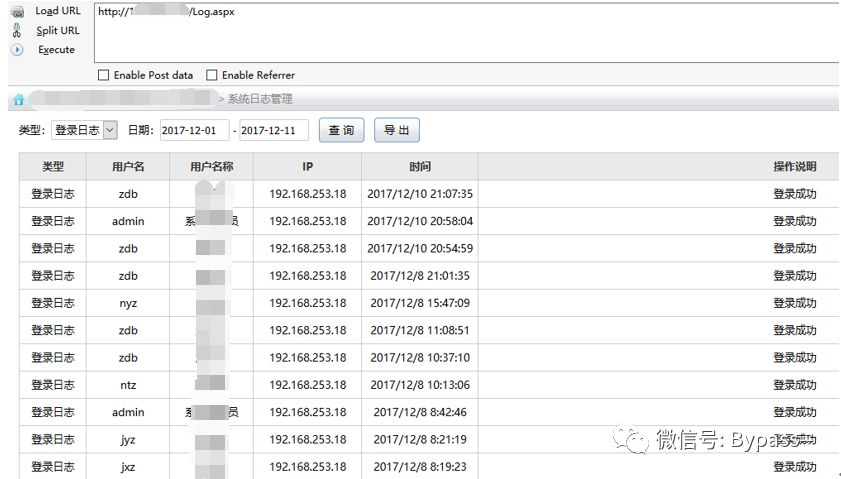 Load URL
http://1 /Log.aspx
Split URL
Execute
Enable Post data Enable Referrer
> 系统日志管理
类型: 登录日志 日期: 2017-12-01 - 2017-12-11 查 询 导 出
类型 用户名 用户名称 IP 时间 操作说明
登录日志 zdb 192.168.253.18 2017/12/10 21:07:35 登录成功
登录日志 admin 系 员 192.168.253.18 2017/12/10 20:58:04 登录成功
登录日志 zdb 192.168.253.18 2017/12/10 20:54:59 登录成功
登录日志 zdb 192.168.253.18 2017/12/8 21:01:35 登录成功
登录日志 nyz 192.168.253.18 2017/12/8 15:47:09 登录成功
登录日志 zdb 192.168.253.18 2017/12/8 11:08:51 登录成功
登录日志 zdb 192.168.253.18 2017/12/8 10:37:10 登录成功
登录日志 ntz 192.168.253.18 2017/12/8 10:13:06 登录成功
登录日志 admin 系 员 192.168.253.18 2017/12/8 8:42:46 登录成功
登录日志 jyz 192.168.253.18 2017/12/8 8:21:19 登录成功
微信号: Bypass
登录日志 jxz 192.168.253.18 2017/12/8 8:19:23 登录成功